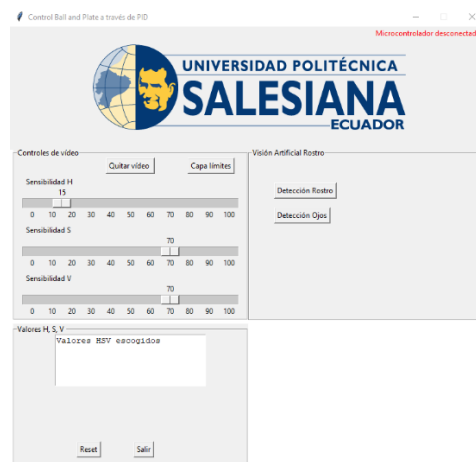 Control Ball and Plate a través de PID
Microcontrolador desconectad
UNIVERSIDAD POLITÉCNICA
SALESIANA
ECUADOR
Controles de vídeo
Quitar vídeo
Capa límites
Sensibilidad H
15
0 10 20 30 40 50 60 70 80 90 100
Sensibilidad S
70
0 10 20 30 40 50 60 70 80 90 100
Sensibilidad V
70
0 10 20 30 40 50 60 70 80 90 100
Visión Artificial Rostro
Detección Rostro
Detección Ojos
Valores H, S, V
Valores HSV escogidos
Reset
Salir